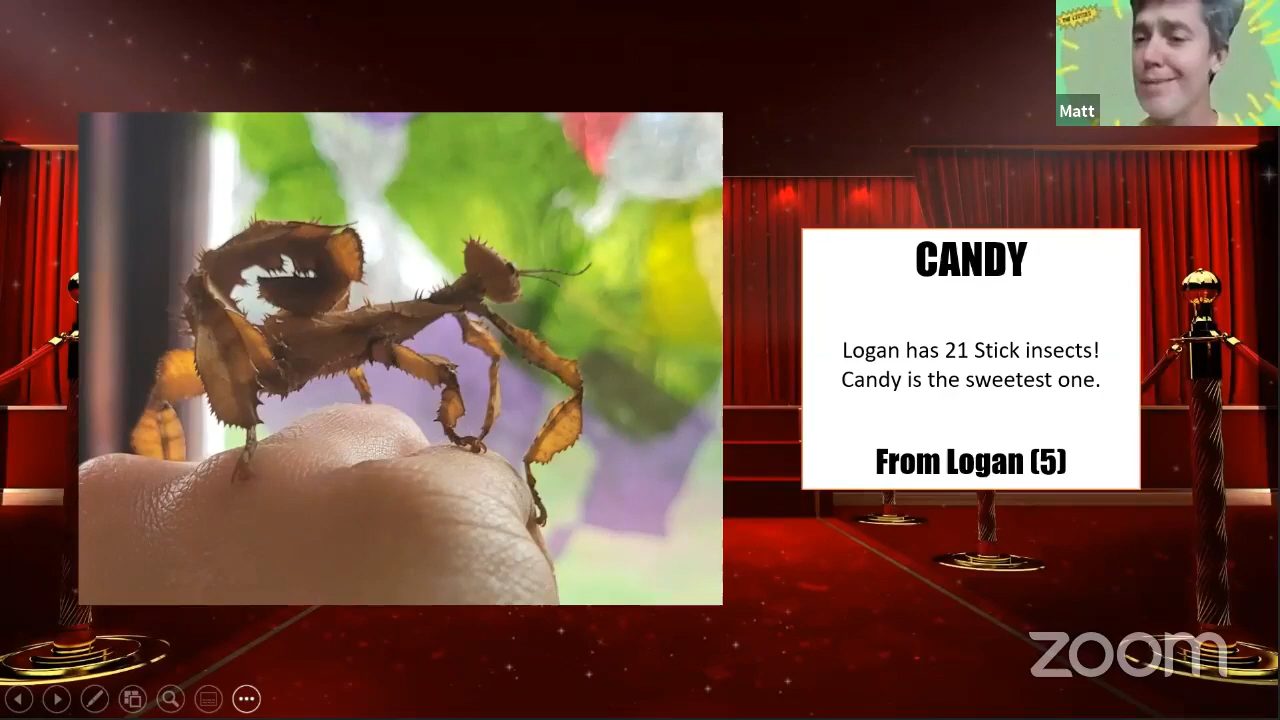 Matt
CANDY
Logan has 21 Stick insects!
Candy is the sweetest one.
From Logan (5)
zoom